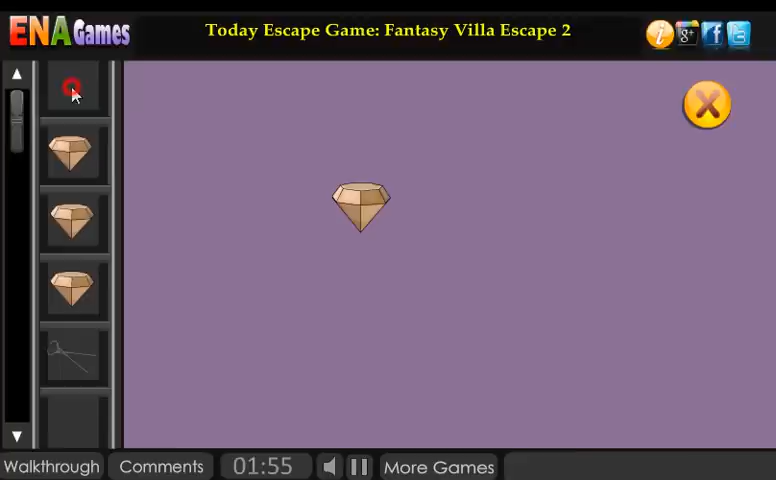 ENA Games
Today Escape Game: Fantasy Villa Escape 2
i g+ f t
Walkthrough
Comments
01:55
More Games